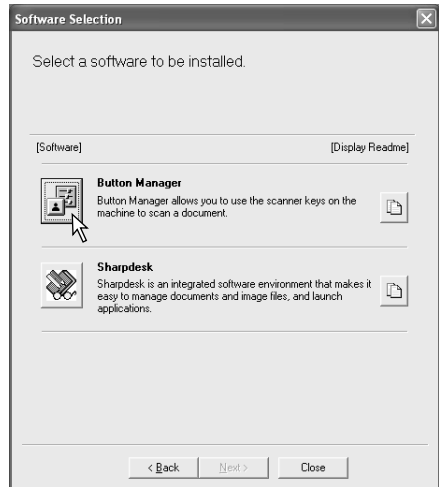 Software Selection
Select a software to be installed.
[Software] [Display Readme]
Button Manager
Button Manager allows you to use the scanner keys on the
machine to scan a document.
Sharpdesk
Sharpdesk is an integrated software environment that makes it
easy to manage documents and image files, and launch
applications.
< Back Next > Close